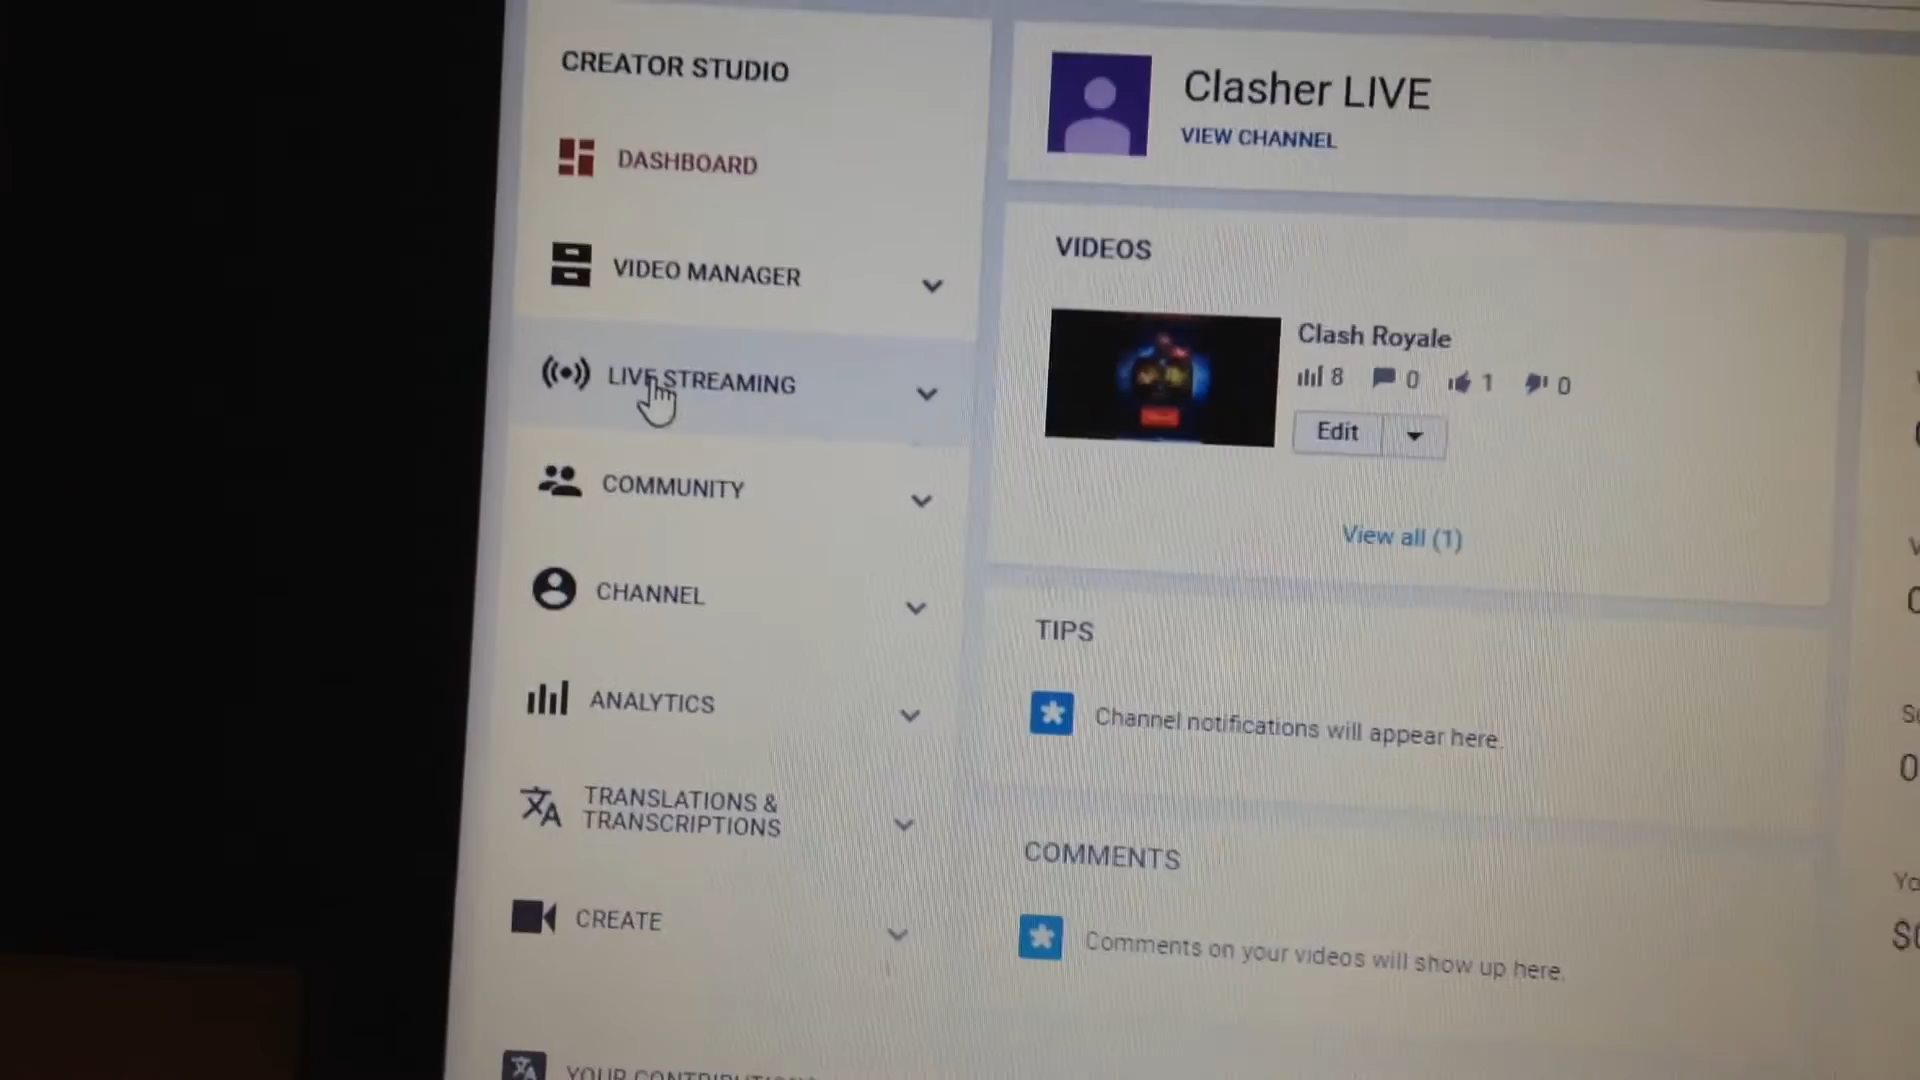 CREATOR STUDIO
DASHBOARD
VIDEO MANAGER
LIVE STREAMING
COMMUNITY
CHANNEL
ANALYTICS
TRANSLATIONS &
TRANSCRIPTIONS
CREATE
YOUR
Clasher LIVE
VIEW CHANNEL
VIDEOS
Clash Royale
8 0 1 0
Edit
View all (1)
TIPS
Channel notifications will appear here.
COMMENTS
Comments on your videos will show up here.